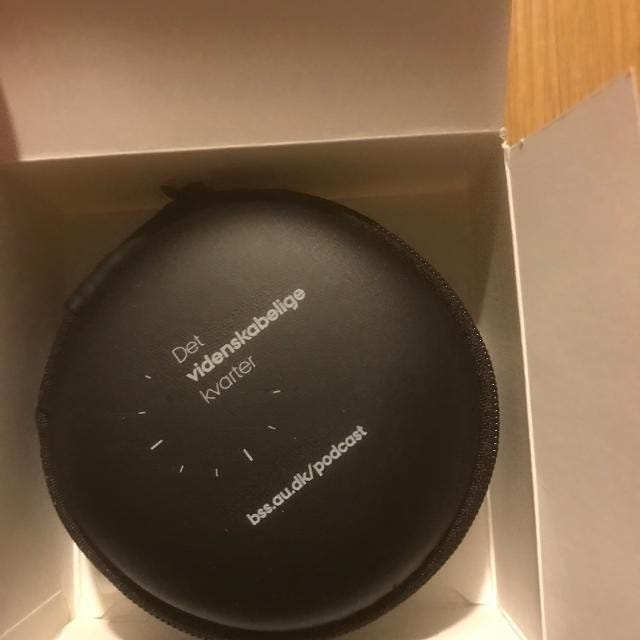 Det
videnskabelige
kvarter
bss.au.dk/podcast